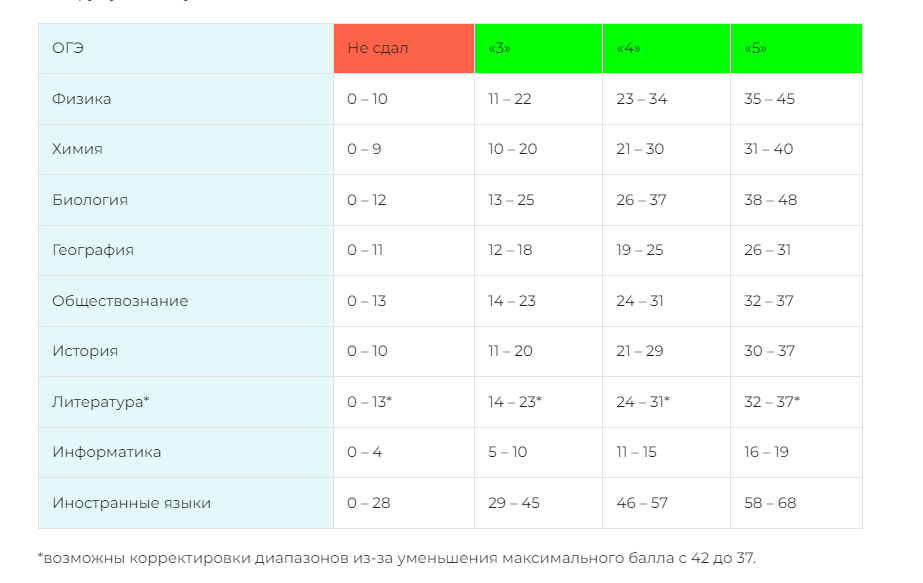 ОГЭ Не сдал «3» «4» «5»
Физика 0 – 10 11 – 22 23 – 34 35 – 45
Химия 0 – 9 10 – 20 21 – 30 31 – 40
Биология 0 – 12 13 – 25 26 – 37 38 – 48
География 0 – 11 12 – 18 19 – 25 26 – 31
Обществознание 0 – 13 14 – 23 24 – 31 32 – 37
История 0 – 10 11 – 20 21 – 29 30 – 37
Литература* 0 – 13* 14 – 23* 24 – 31* 32 – 37*
Информатика 0 – 4 5 – 10 11 – 15 16 – 19
Иностранные языки 0 – 28 29 – 45 46 – 57 58 – 68
*возможны корректировки диапазонов из-за уменьшения максимального балла с 42 до 37.